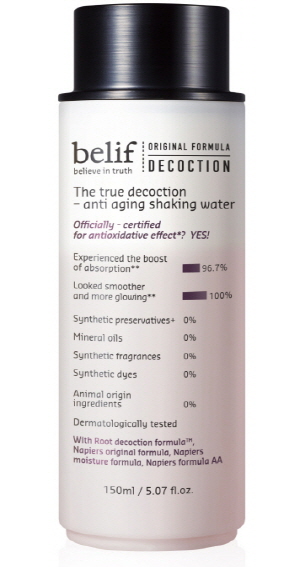 belif
believe in truth
ORIGINAL FORMULA
DECOCTION
The true decoction
– anti aging shaking water
Officially - certified
for antioxidative effect*? YES!
Experienced the boost
of absorption** 96.7%
Looked smoother
and more glowing** 100%
Synthetic preservatives+ 0%
Mineral oils 0%
Synthetic fragrances 0%
Synthetic dyes 0%
Animal origin
ingredients 0%
Dermatologically tested
With Root decoction formula™,
Napiers original formula, Napiers
moisture formula, Napiers formula AA
150ml / 5.07 fl.oz.